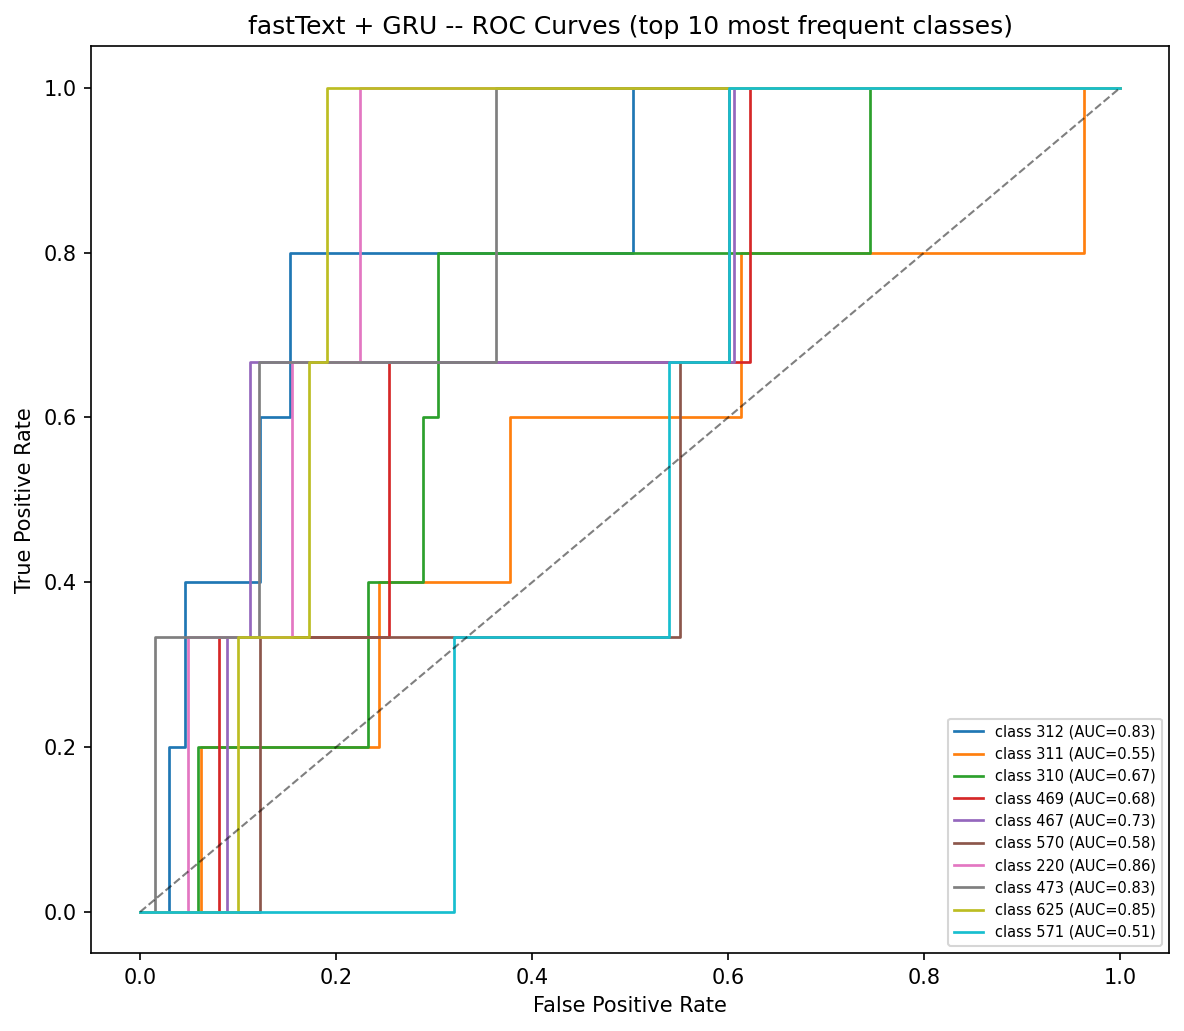 fastText + GRU -- ROC Curves (top 10 most frequent classes)
True Positive Rate
1.0
0.8
0.6
0.4
0.2
0.0
0.0 0.2 0.4 0.6 0.8 1.0
False Positive Rate
class 312 (AUC=0.83)
class 311 (AUC=0.55)
class 310 (AUC=0.67)
class 469 (AUC=0.68)
class 467 (AUC=0.73)
class 570 (AUC=0.58)
class 220 (AUC=0.86)
class 473 (AUC=0.83)
class 625 (AUC=0.85)
class 571 (AUC=0.51)